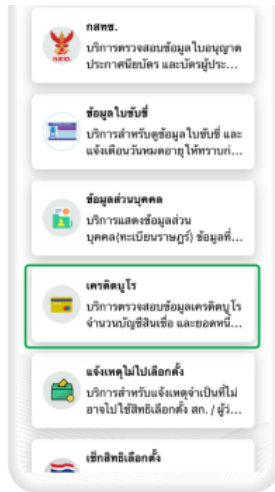 กสทช.
บริการตรวจสอบข้อมูลใบอนุญาต
ประกาศนียบัตร และบัตรผู้ประ...
ข้อมูลใบขับขี่
บริการสำหรับดูข้อมูลใบขับขี่ และ
แจ้งเตือนวันหมดอายุให้ทราบก่...
ข้อมูลส่วนบุคคล
บริการแสดงข้อมูลส่วน
บุคคล(ทะเบียนราษฎร์) ข้อมูลที่...
เครดิตบูโร
บริการตรวจสอบข้อมูลเครดิตบูโร
จำนวนบัญชีสินเชื่อ และยอดหนี้...
แจ้งเหตุไม่ไปเลือกตั้ง
บริการสำหรับแจ้งเหตุจำเป็นที่ไม่
อาจไปใช้สิทธิเลือกตั้ง สก. / ผู้ว่...
เช็กสิทธิเลือกตั้ง